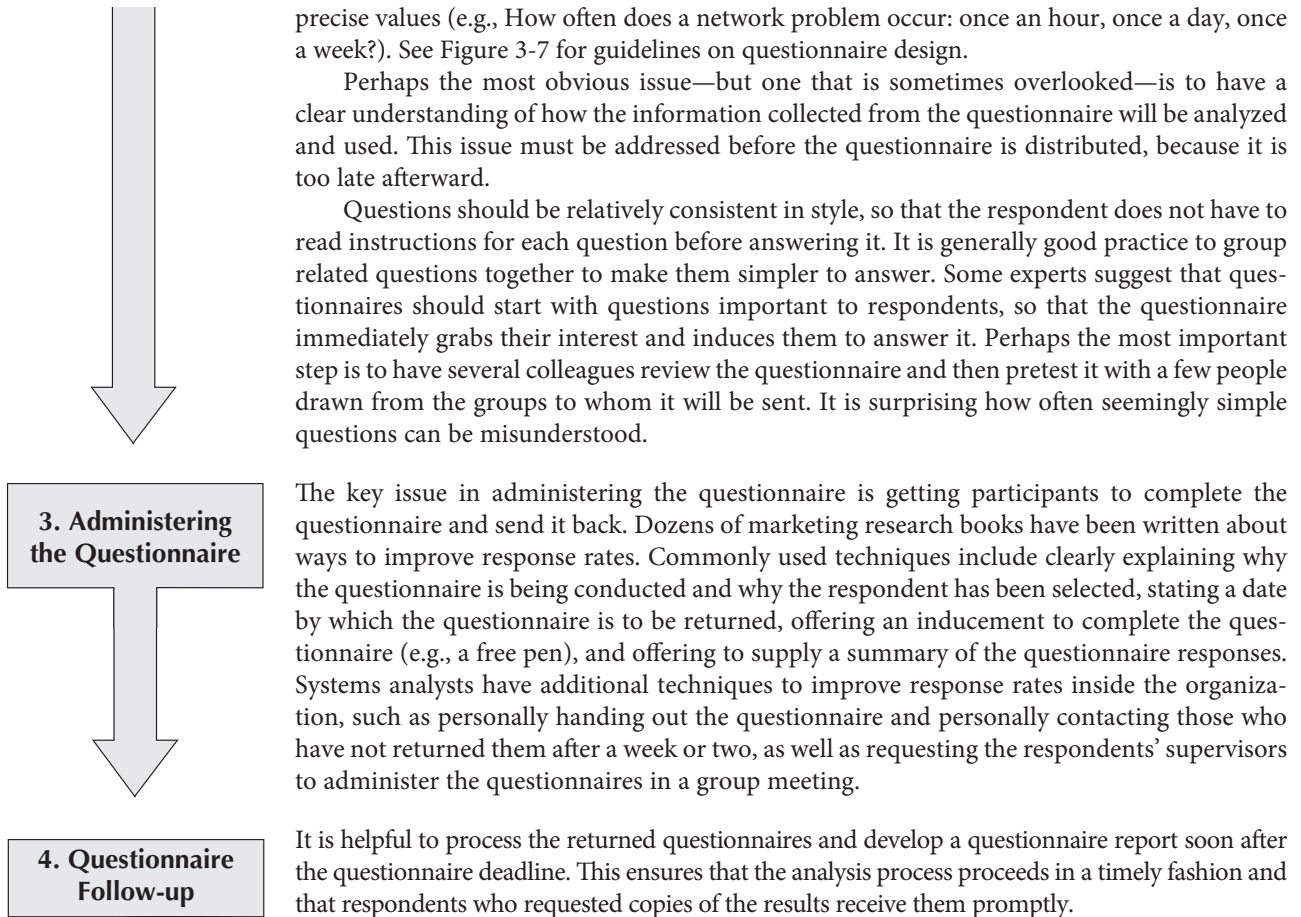 precise values (e.g., How often does a network problem occur: once an hour, once a day, once
a week?). See Figure 3-7 for guidelines on questionnaire design.
Perhaps the most obvious issue—but one that is sometimes overlooked—is to have a
clear understanding of how the information collected from the questionnaire will be analyzed
and used. This issue must be addressed before the questionnaire is distributed, because it is
too late afterward.
Questions should be relatively consistent in style, so that the respondent does not have to
read instructions for each question before answering it. It is generally good practice to group
related questions together to make them simpler to answer. Some experts suggest that ques-
tionnaires should start with questions important to respondents, so that the questionnaire
immediately grabs their interest and induces them to answer it. Perhaps the most important
step is to have several colleagues review the questionnaire and then pretest it with a few people
drawn from the groups to whom it will be sent. It is surprising how often seemingly simple
questions can be misunderstood.
3. Administering
the Questionnaire
The key issue in administering the questionnaire is getting participants to complete the
questionnaire and send it back. Dozens of marketing research books have been written about
ways to improve response rates. Commonly used techniques include clearly explaining why
the questionnaire is being conducted and why the respondent has been selected, stating a date
by which the questionnaire is to be returned, offering an inducement to complete the ques-
tionnaire (e.g., a free pen), and offering to supply a summary of the questionnaire responses.
Systems analysts have additional techniques to improve response rates inside the organiza-
tion, such as personally handing out the questionnaire and personally contacting those who
have not returned them after a week or two, as well as requesting the respondents’ supervisors
to administer the questionnaires in a group meeting.
4. Questionnaire
Follow-up
It is helpful to process the returned questionnaires and develop a questionnaire report soon after
the questionnaire deadline. This ensures that the analysis process proceeds in a timely fashion and
that respondents who requested copies of the results receive them promptly.